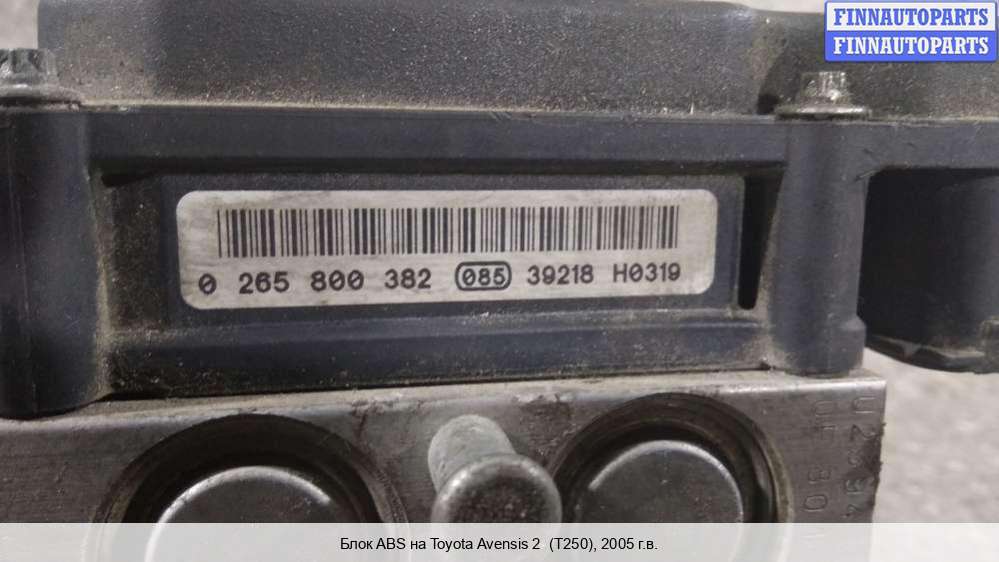 FINNAUTOPARTS
FINNAUTOPARTS
0 265 800 382 085 39218 H0319
Блок ABS на Toyota Avensis 2 (T250), 2005 г.в.